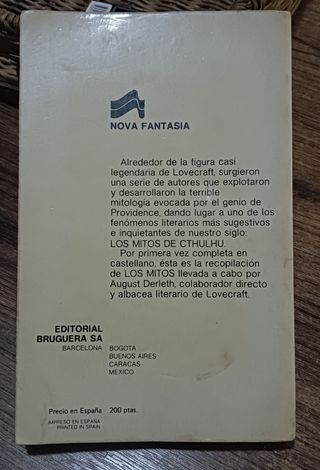 NOVA FANTASIA
Alrededor de la figura casi
legendaria de Lovecraft, surgieron
una serie de autores que explotaron
y desarrollaron la terrible
mitología evocada por el genio de
Providence, dando lugar a uno de los
fenómenos literarios más sugestivos
e inquietantes de nuestro siglo:
LOS MITOS DE CTHULHU.
Por primera vez completa en
castellano, ésta es la recopilación
de LOS MITOS llevada a cabo por
August Derleth, colaborador directo
y albacea literario de Lovecraft.
EDITORIAL
BRUGUERA SA
BARCELONA BOGOTA
BUENOS AIRES
CARACAS
MEXICO
Precio en España 200 ptas.
IMPRESO EN ESPAÑA
PRINTED IN SPAIN